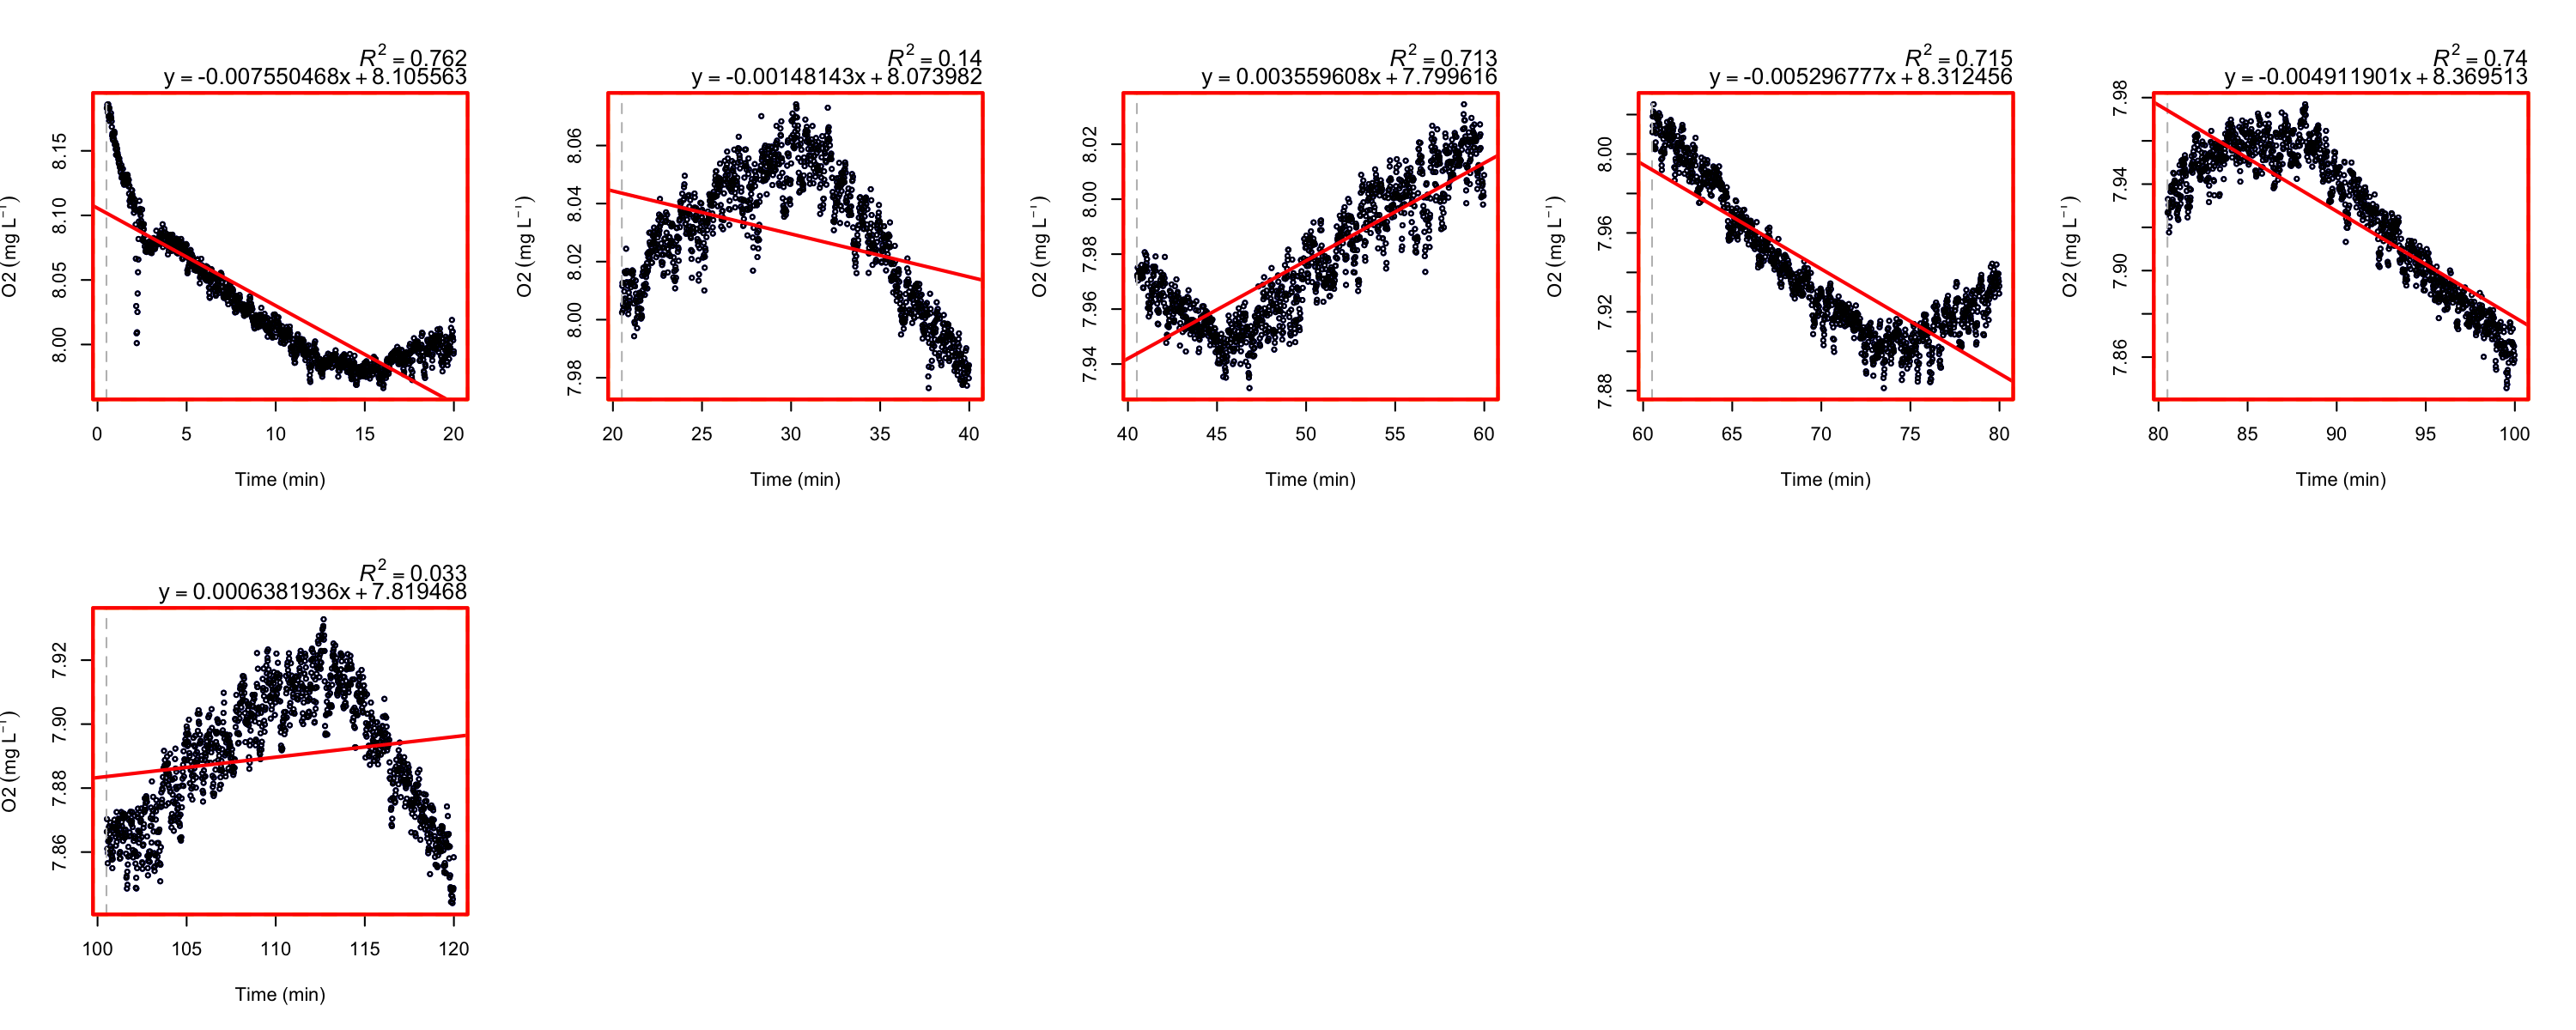 R² = 0.762
y = -0.007550468x + 8.105563
O2 (mg L⁻¹)
8.15
8.10
8.05
8.00
0 5 10 15 20
Time (min)
R² = 0.14
y = -0.00148143x + 8.073982
O2 (mg L⁻¹)
8.06
8.04
8.02
8.00
7.98
20 25 30 35 40
Time (min)
R² = 0.713
y = 0.003559608x + 7.799616
O2 (mg L⁻¹)
8.02
8.00
7.98
7.96
7.94
40 45 50 55 60
Time (min)
R² = 0.715
y = -0.005296777x + 8.312456
O2 (mg L⁻¹)
8.00
7.96
7.92
7.88
60 65 70 75 80
Time (min)
R² = 0.74
y = -0.004911901x + 8.369513
O2 (mg L⁻¹)
7.98
7.94
7.90
7.86
80 85 90 95 100
Time (min)
R² = 0.033
y = 0.0006381936x + 7.819468
O2 (mg L⁻¹)
7.92
7.90
7.88
7.86
100 105 110 115 120
Time (min)